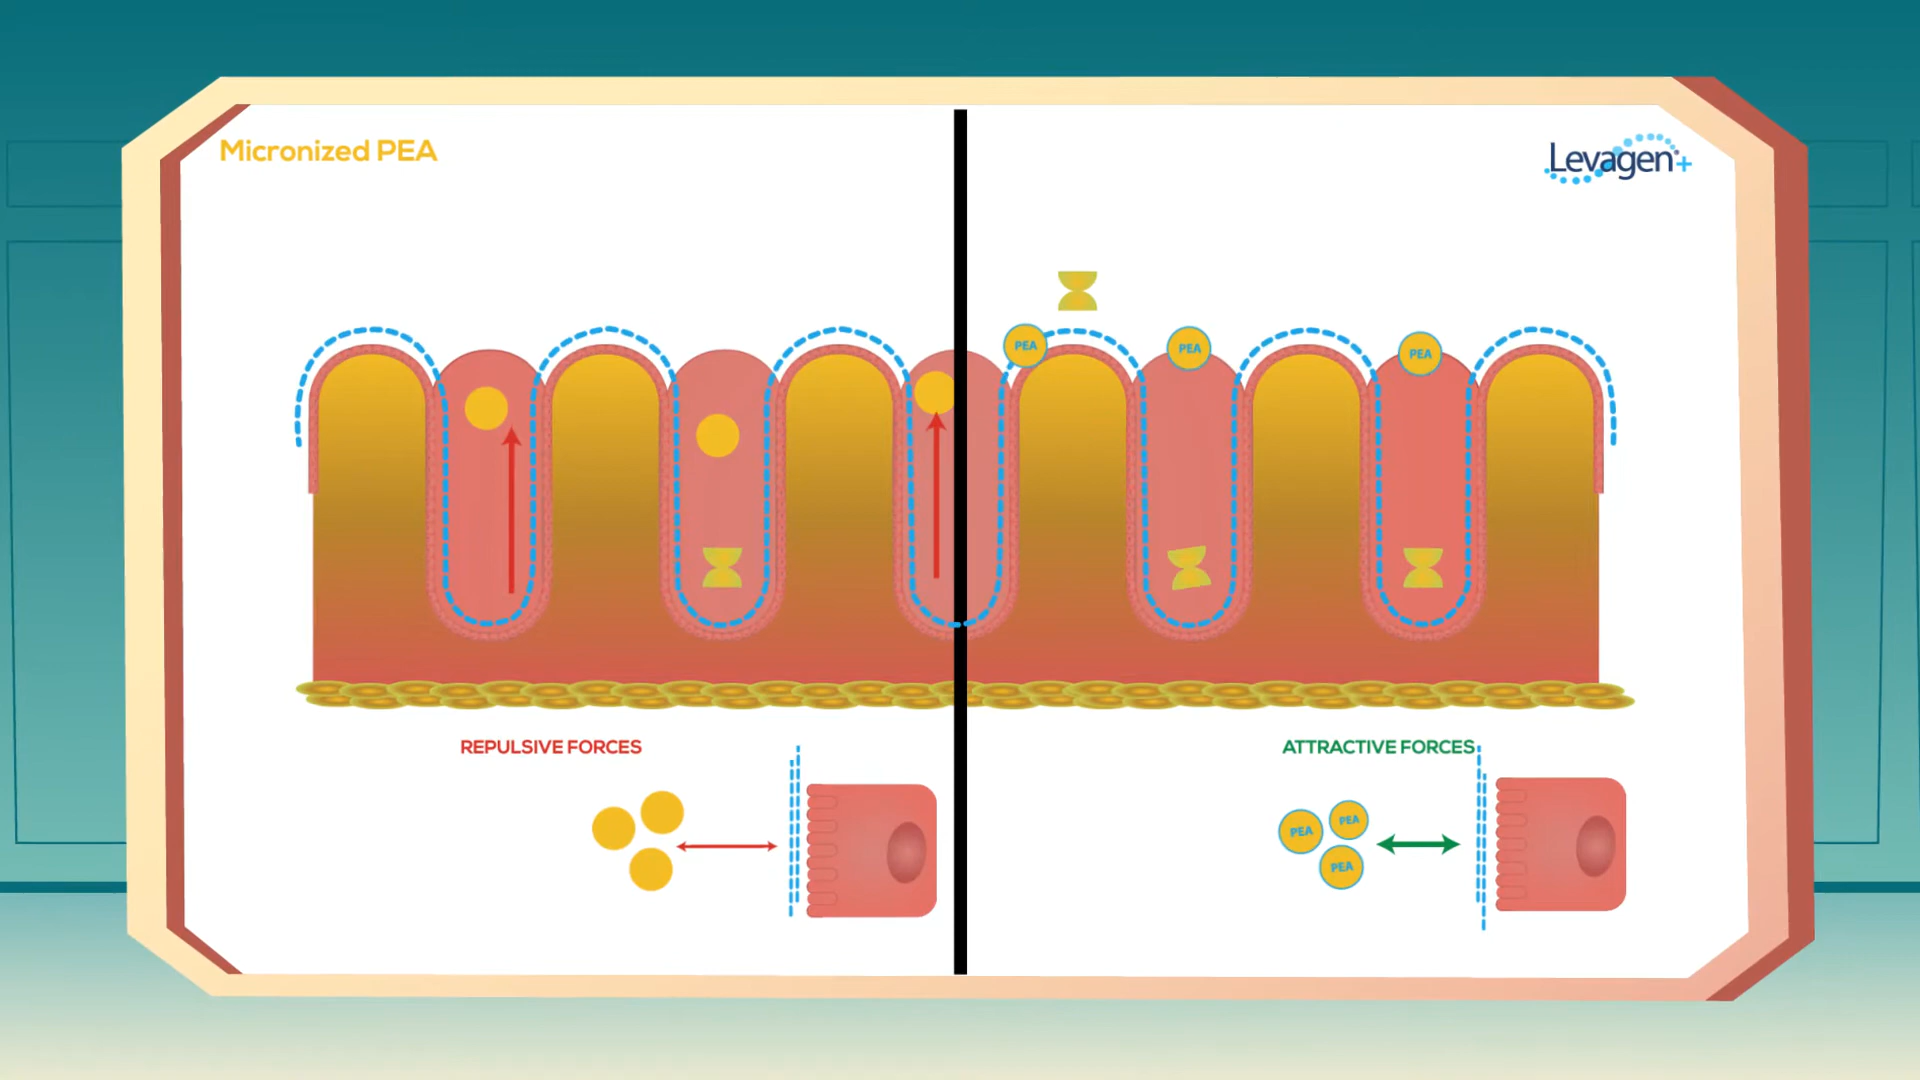 Micronized PEA
Levagen+
PEA
PEA
PEA
REPULSIVE FORCES
ATTRACTIVE FORCES
PEA
PEA
PEA